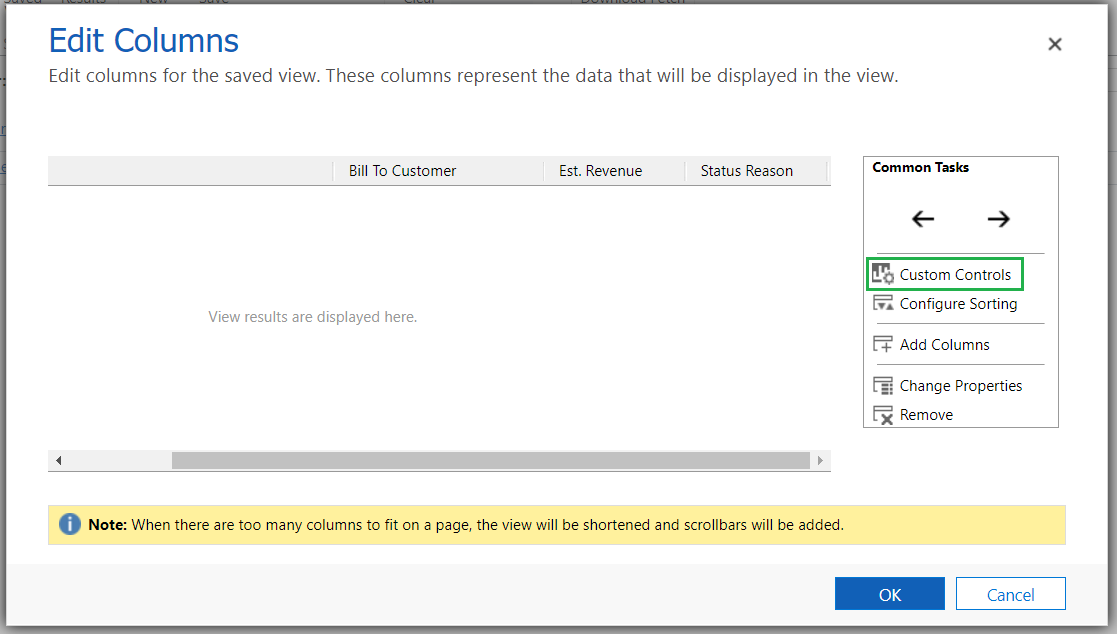 Edit Columns
Edit columns for the saved view. These columns represent the data that will be displayed in the view.
Bill To Customer Est. Revenue Status Reason
View results are displayed here.
Common Tasks
Custom Controls
Configure Sorting
Add Columns
Change Properties
Remove
Note: When there are too many columns to fit on a page, the view will be shortened and scrollbars will be added.
OK Cancel